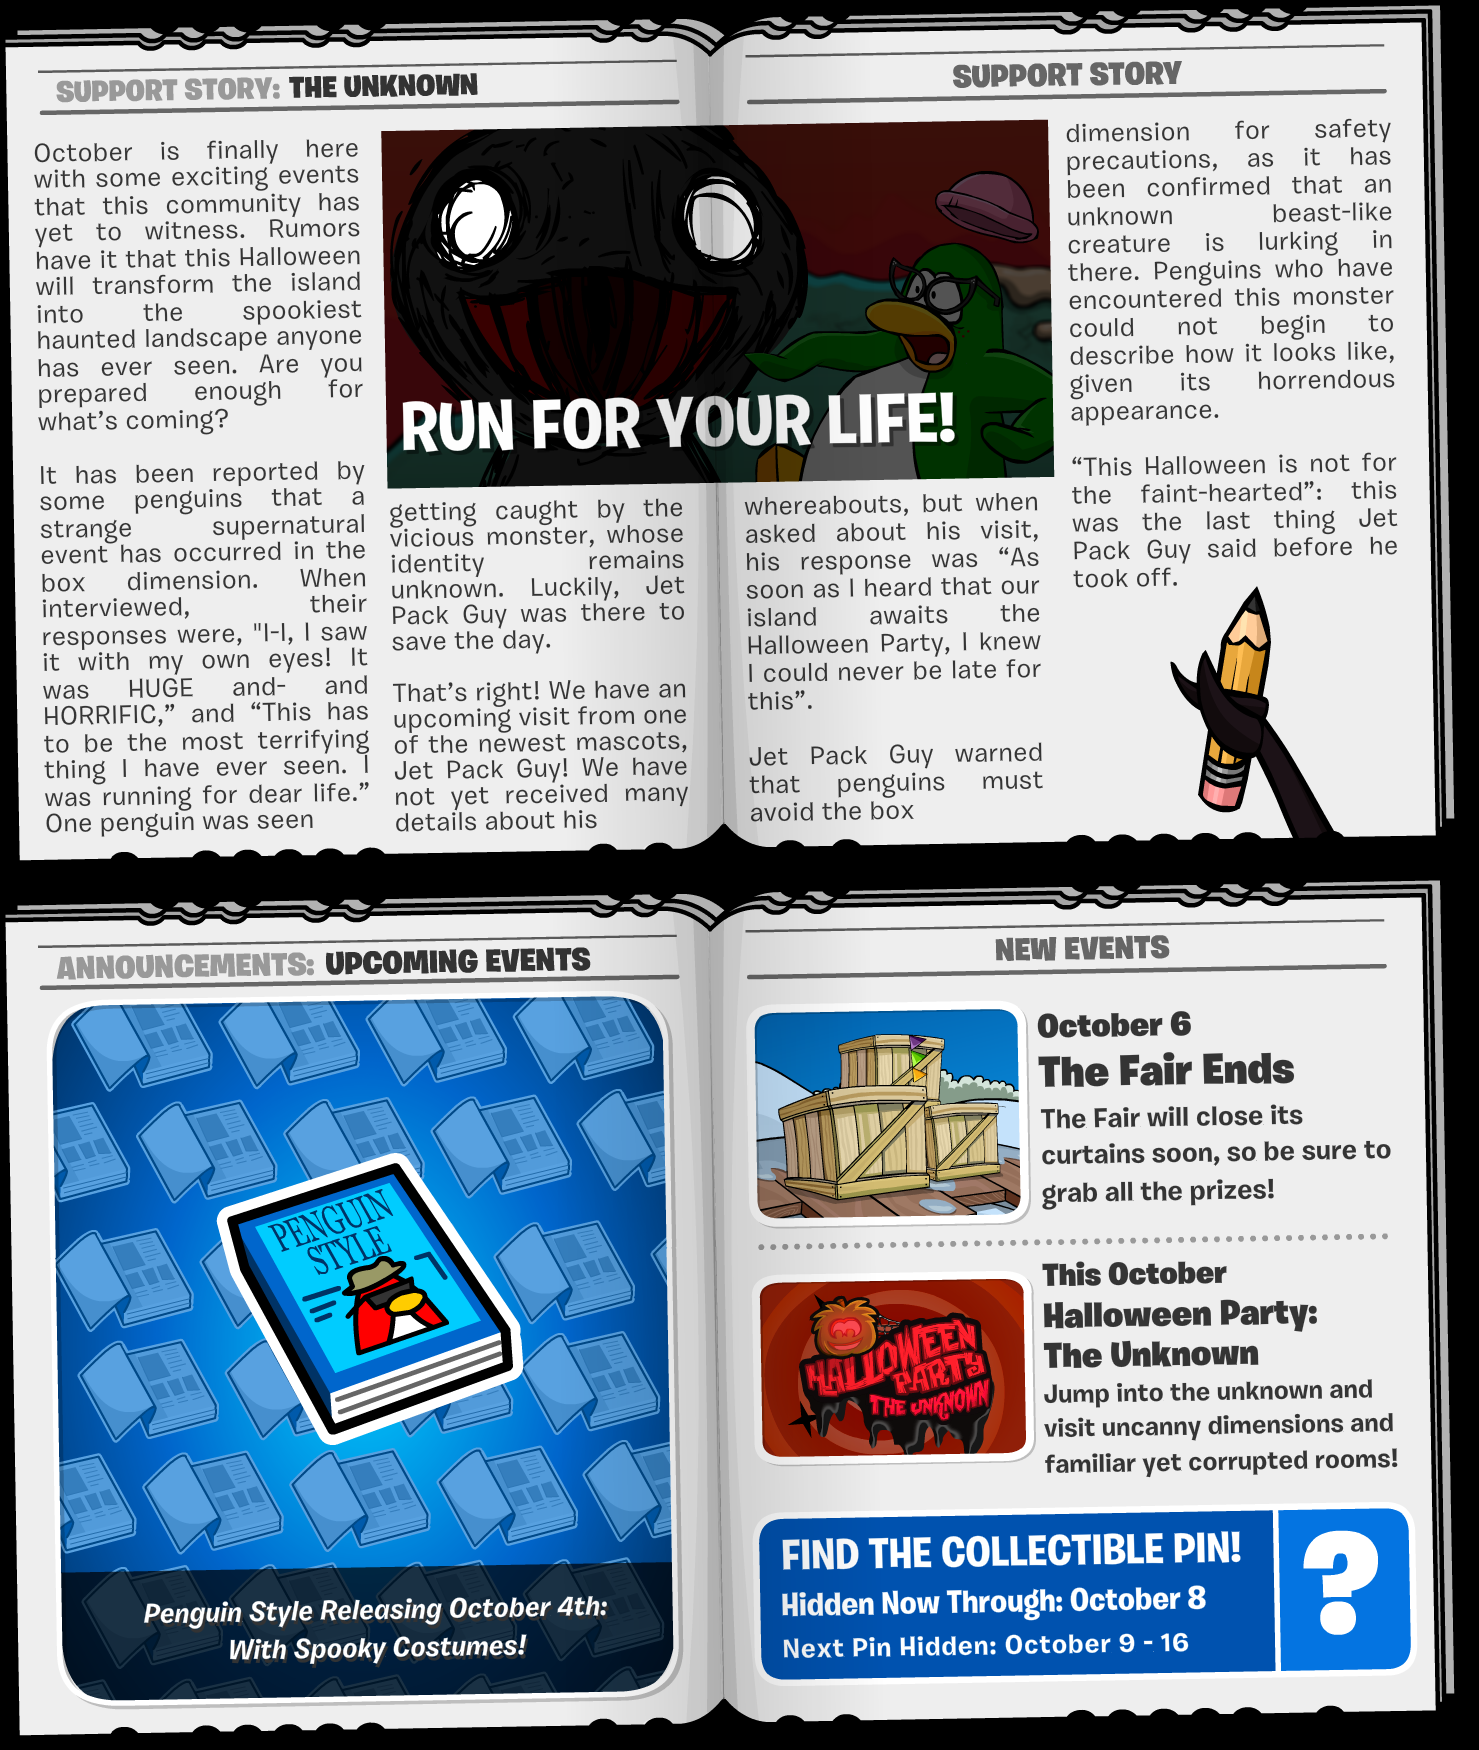 SUPPORT STORY: THE UNKNOWN
October is finally here
with some exciting events
that this community has
yet to witness. Rumors
have it that this Halloween
will transform the island
into the spookiest
haunted landscape anyone
has ever seen. Are you
prepared enough for
what's coming?
It has been reported by
some penguins that a
strange supernatural
event has occurred in the
box dimension. When
interviewed, their
responses were, "I-I, I saw
it with my own eyes! It
was HUGE and- and
HORRIFIC,” and “This has
to be the most terrifying
thing I have ever seen. I
was running for dear life.”
One penguin was seen
RUN FOR YOUR LIFE!
getting caught by the
vicious monster, whose
identity remains
unknown. Luckily, Jet
Pack Guy was there to
save the day.
That's right! We have an
upcoming visit from one
of the newest mascots,
Jet Pack Guy! We have
not yet received many
details about his
SUPPORT STORY
whereabouts, but when
asked about his visit,
his response was “As
soon as I heard that our
island awaits the
Halloween Party, I knew
I could never be late for
this”.
Jet Pack Guy warned
that penguins must
avoid the box
dimension for safety
precautions, as it has
been confirmed that an
unknown beast-like
creature is lurking in
there. Penguins who have
encountered this monster
could not begin to
describe how it looks like,
given its horrendous
appearance.
“This Halloween is not for
the faint-hearted”: this
was the last thing Jet
Pack Guy said before he
took off.
ANNOUNCEMENTS: UPCOMING EVENTS
PENGUIN
STYLE
Penguin Style Releasing October 4th:
With Spooky Costumes!
NEW EVENTS
October 6
The Fair Ends
The Fair will close its
curtains soon, so be sure to
grab all the prizes!
HALLOWEEN
PARTY
THE UNKNOWN
This October
Halloween Party:
The Unknown
Jump into the unknown and
visit uncanny dimensions and
familiar yet corrupted rooms!
FIND THE COLLECTIBLE PIN!
Hidden Now Through: October 8
Next Pin Hidden: October 9 - 16
?